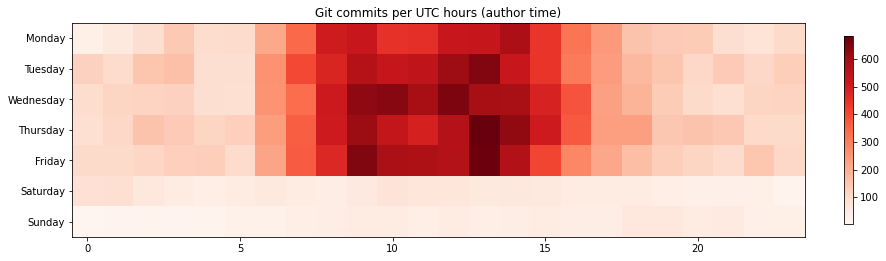 Git commits per UTC hours (author time)
Monday
Tuesday
Wednesday
Thursday
Friday
Saturday
Sunday
0 5 10 15 20
600
500
400
300
200
100